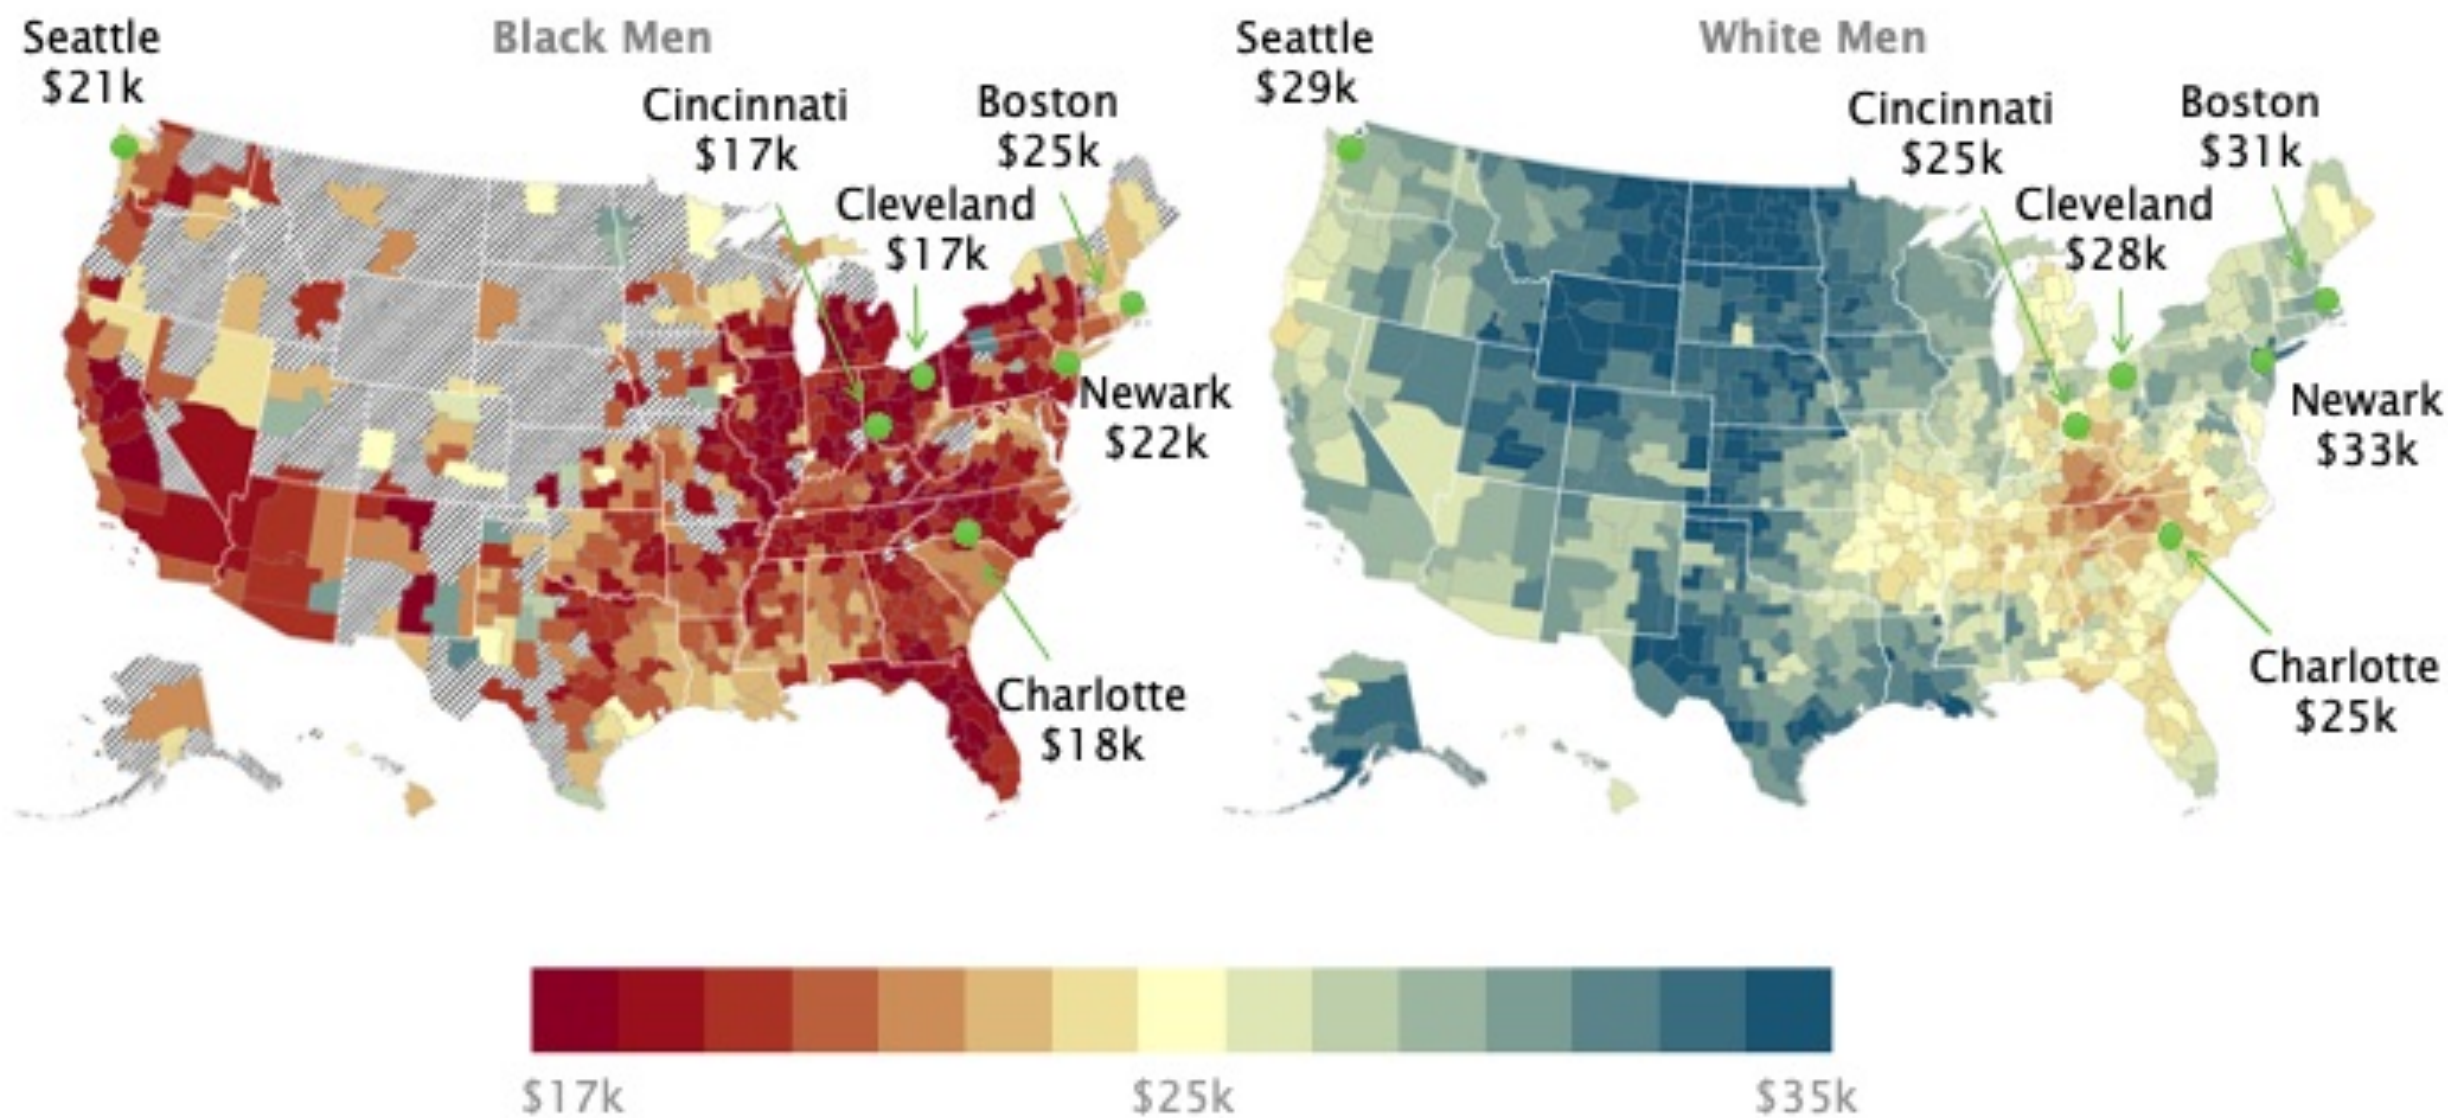 Black Men
Seattle
$21k
Cincinnati
$17k
Boston
$25k
Cleveland
$17k
Newark
$22k
Charlotte
$18k
White Men
Seattle
$29k
Cincinnati
$25k
Boston
$31k
Cleveland
$28k
Newark
$33k
Charlotte
$25k
$17k
$25k
$35k